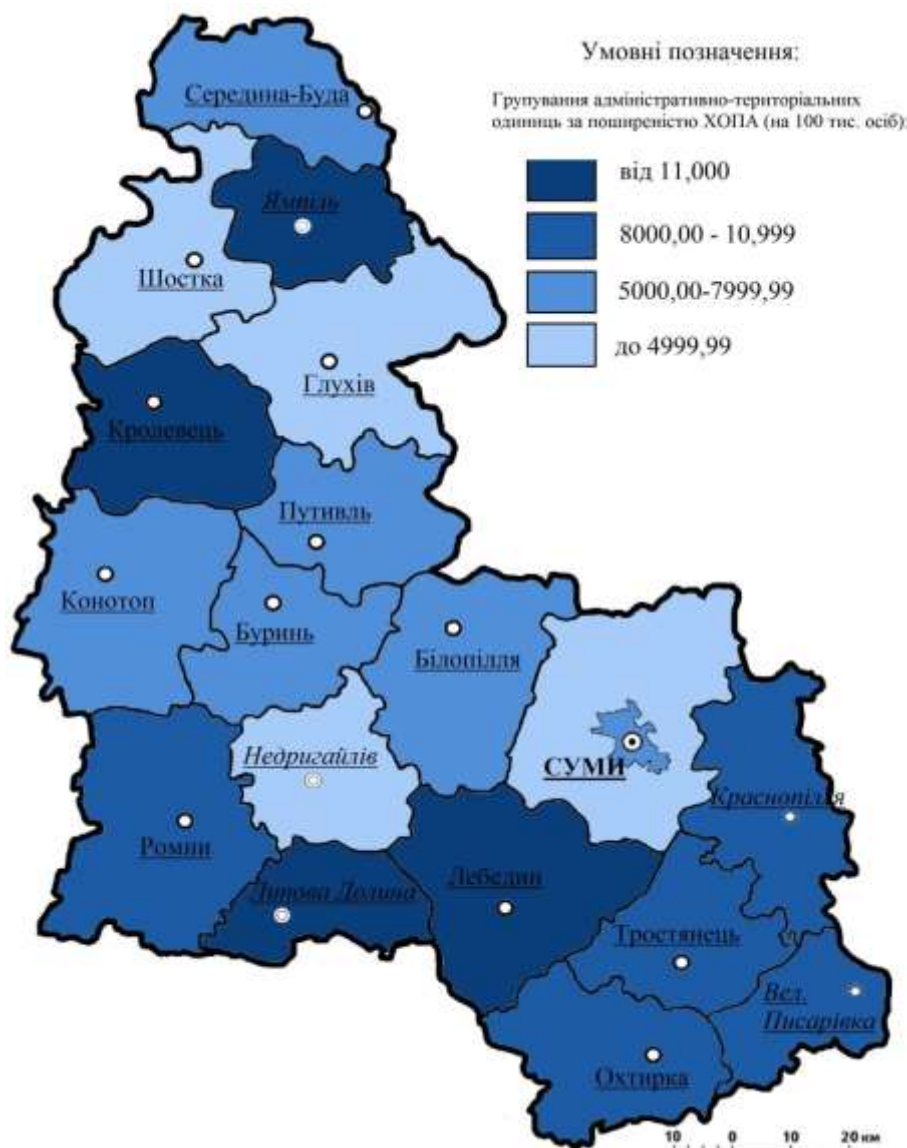 Умовні позначення:
Групування адміністративно-територіальних
одиниць за поширеністю ХОПА (на 100 тис. осіб):
від 11,000
8000,00 - 10,999
5000,00-7999,99
до 4999,99
Середина-Буда
Ямпіль
Шостка
Глухів
Кролевець
Путивль
Конотоп
Буринь
Білопілля
Недригайлів
СУМИ
Краснопілля
Ромни
Липова Долина
Лебедин
Тростянець
Вел.
Писарівка
Охтирка
10 0 10 20 км